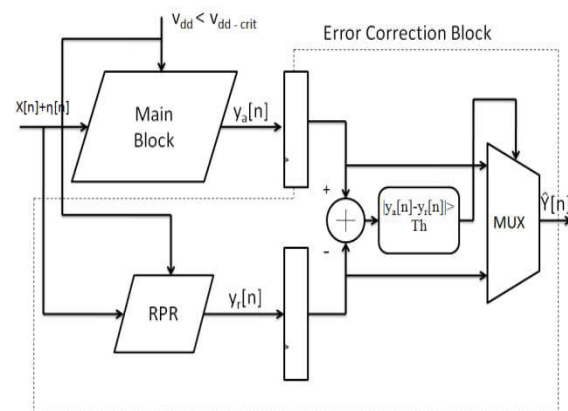 Vdd < Vdd - crit
Error Correction Block
X[n]+η[n]
Main
Block
ya[n]
+
+
-
|ya[n]-yr[n]|>
Th
MUX
Ŷ[n]
RPR
yr[n]